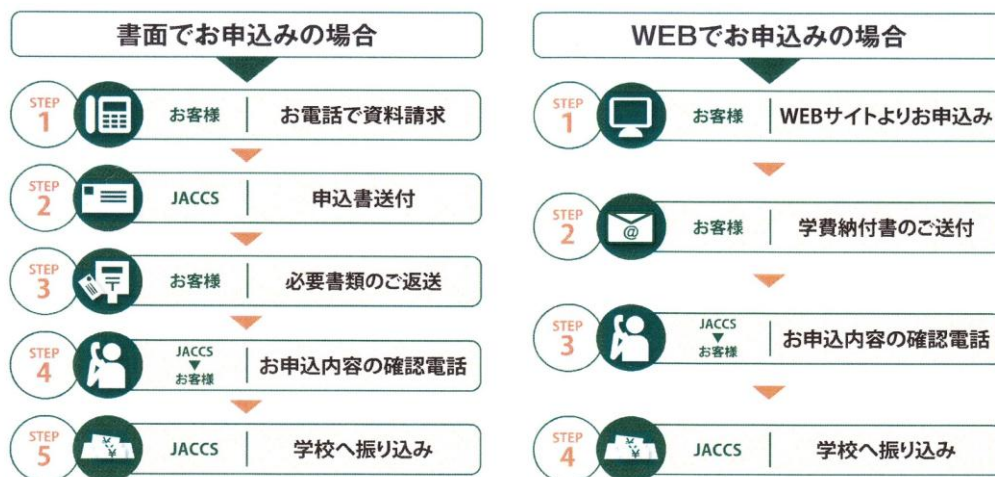 書面でお申込みの場合
STEP 1 お客様 お電話で資料請求
STEP 2 JACCS 申込書送付
STEP 3 お客様 必要書類のご返送
〒
STEP 4 JACCS ▼ お客様 お申込内容の確認電話
STEP 5 JACCS 学校へ振り込み
¥ ¥
WEBでお申込みの場合
STEP 1 お客様 WEBサイトよりお申込み
STEP 2 お客様 学費納付書のご送付
@
STEP 3 JACCS ▼ お客様 お申込内容の確認電話
STEP 4 JACCS 学校へ振り込み
¥ ¥